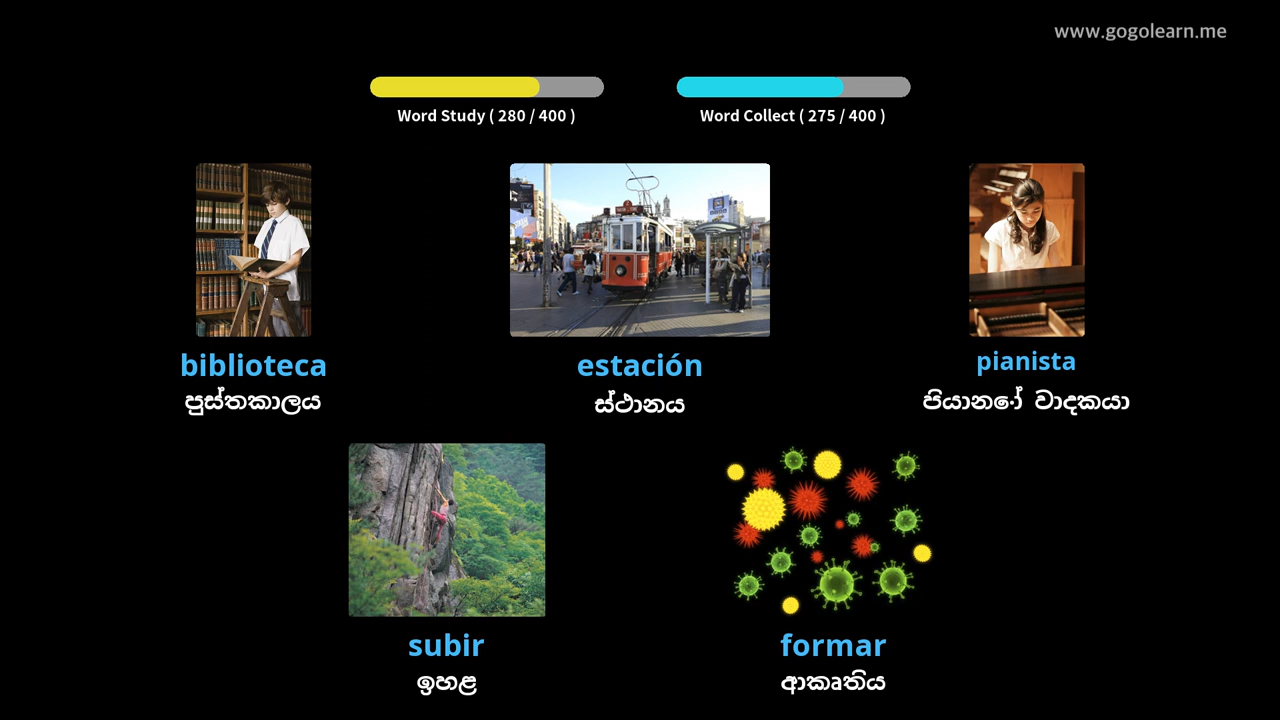 www.gogolearn.me
Word Study ( 280 / 400 )
Word Collect ( 275 / 400 )
biblioteca
පුස්තකාලය
estación
ස්ථානය
pianista
පියානෝ වාදකයා
subir
ඉහළ
formar
ආකෘතිය